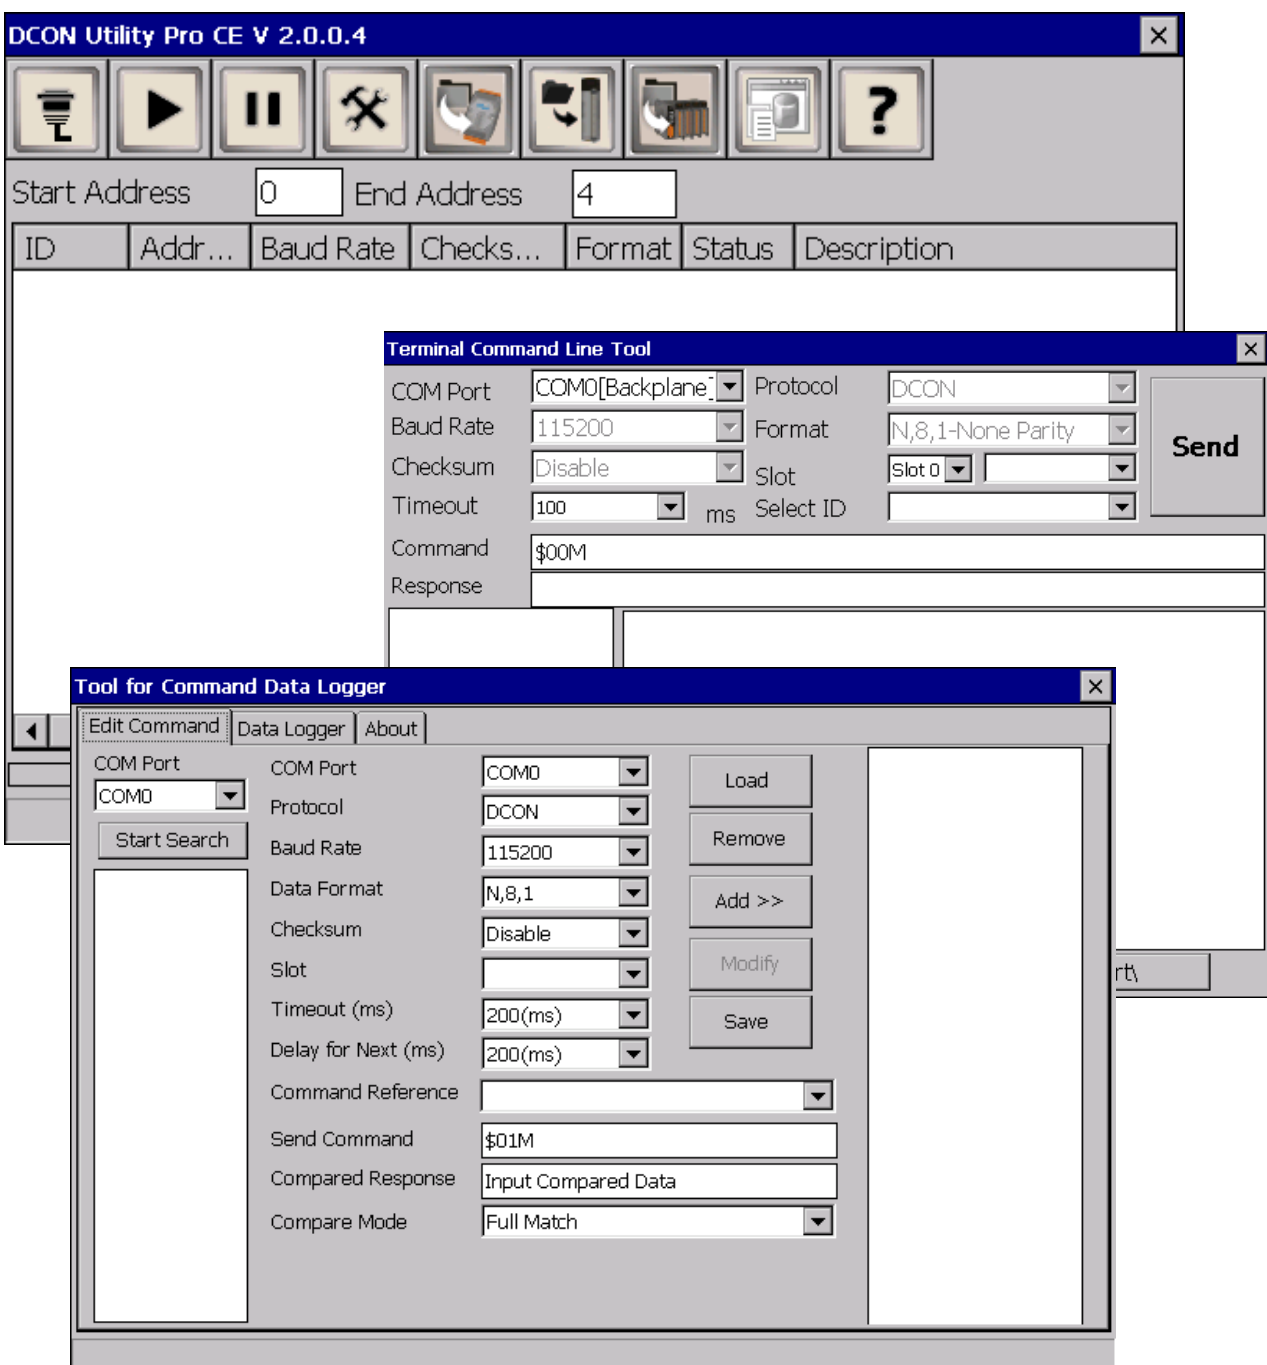 DCON Utility Pro CE V 2.0.0.4
?
Start Address 0 End Address 4
ID Addr... Baud Rate Checks... Format Status Description
Terminal Command Line Tool
COM Port COM0[Backplane] Protocol DCON
Baud Rate 115200 Format N,8,1-None Parity
Send
Checksum Disable Slot Slot 0
Timeout 100 ms Select ID
Command $00M
Response
rt\
Tool for Command Data Logger
Edit Command Data Logger About
COM Port
COM0
Start Search
COM Port COM0
Protocol DCON
Baud Rate 115200
Data Format N,8,1
Checksum Disable
Slot
Timeout (ms) 200(ms)
Delay for Next (ms) 200(ms)
Command Reference
Send Command $01M
Compared Response Input Compared Data
Compare Mode Full Match
Load
Remove
Add >>
Modify
Save